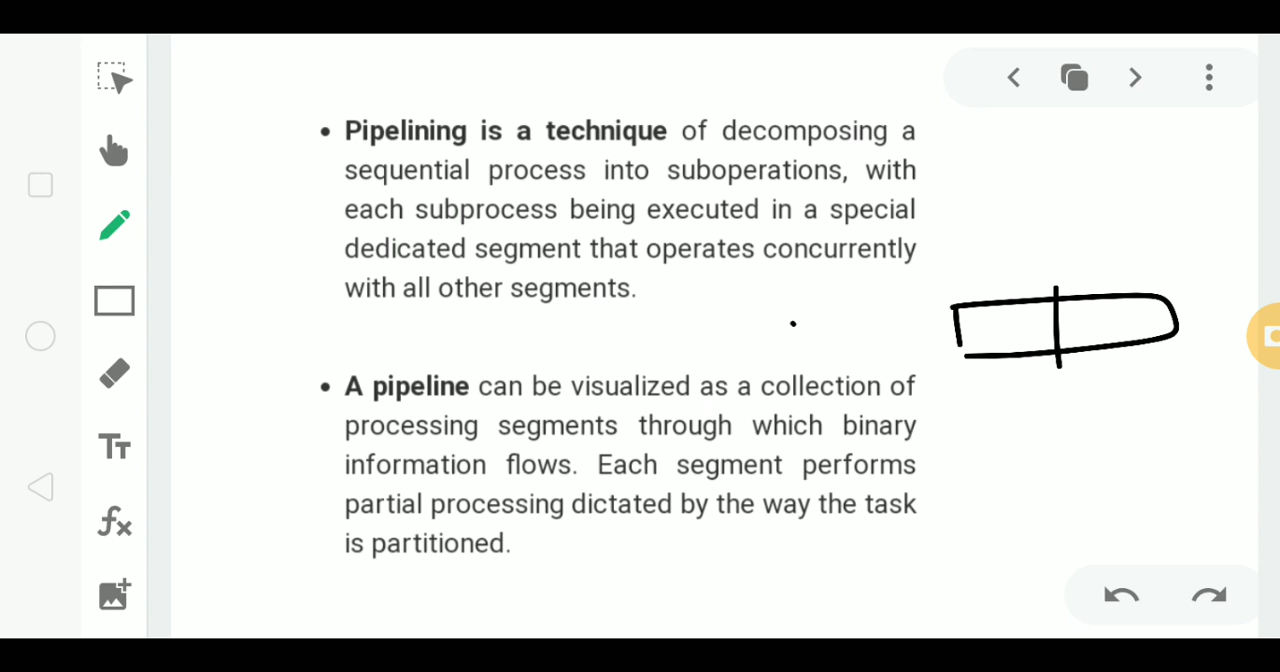 • Pipelining is a technique of decomposing a
sequential process into suboperations, with
each subprocess being executed in a special
dedicated segment that operates concurrently
with all other segments.
• A pipeline can be visualized as a collection of
processing segments through which binary
information flows. Each segment performs
partial processing dictated by the way the task
is partitioned.
TT
fx